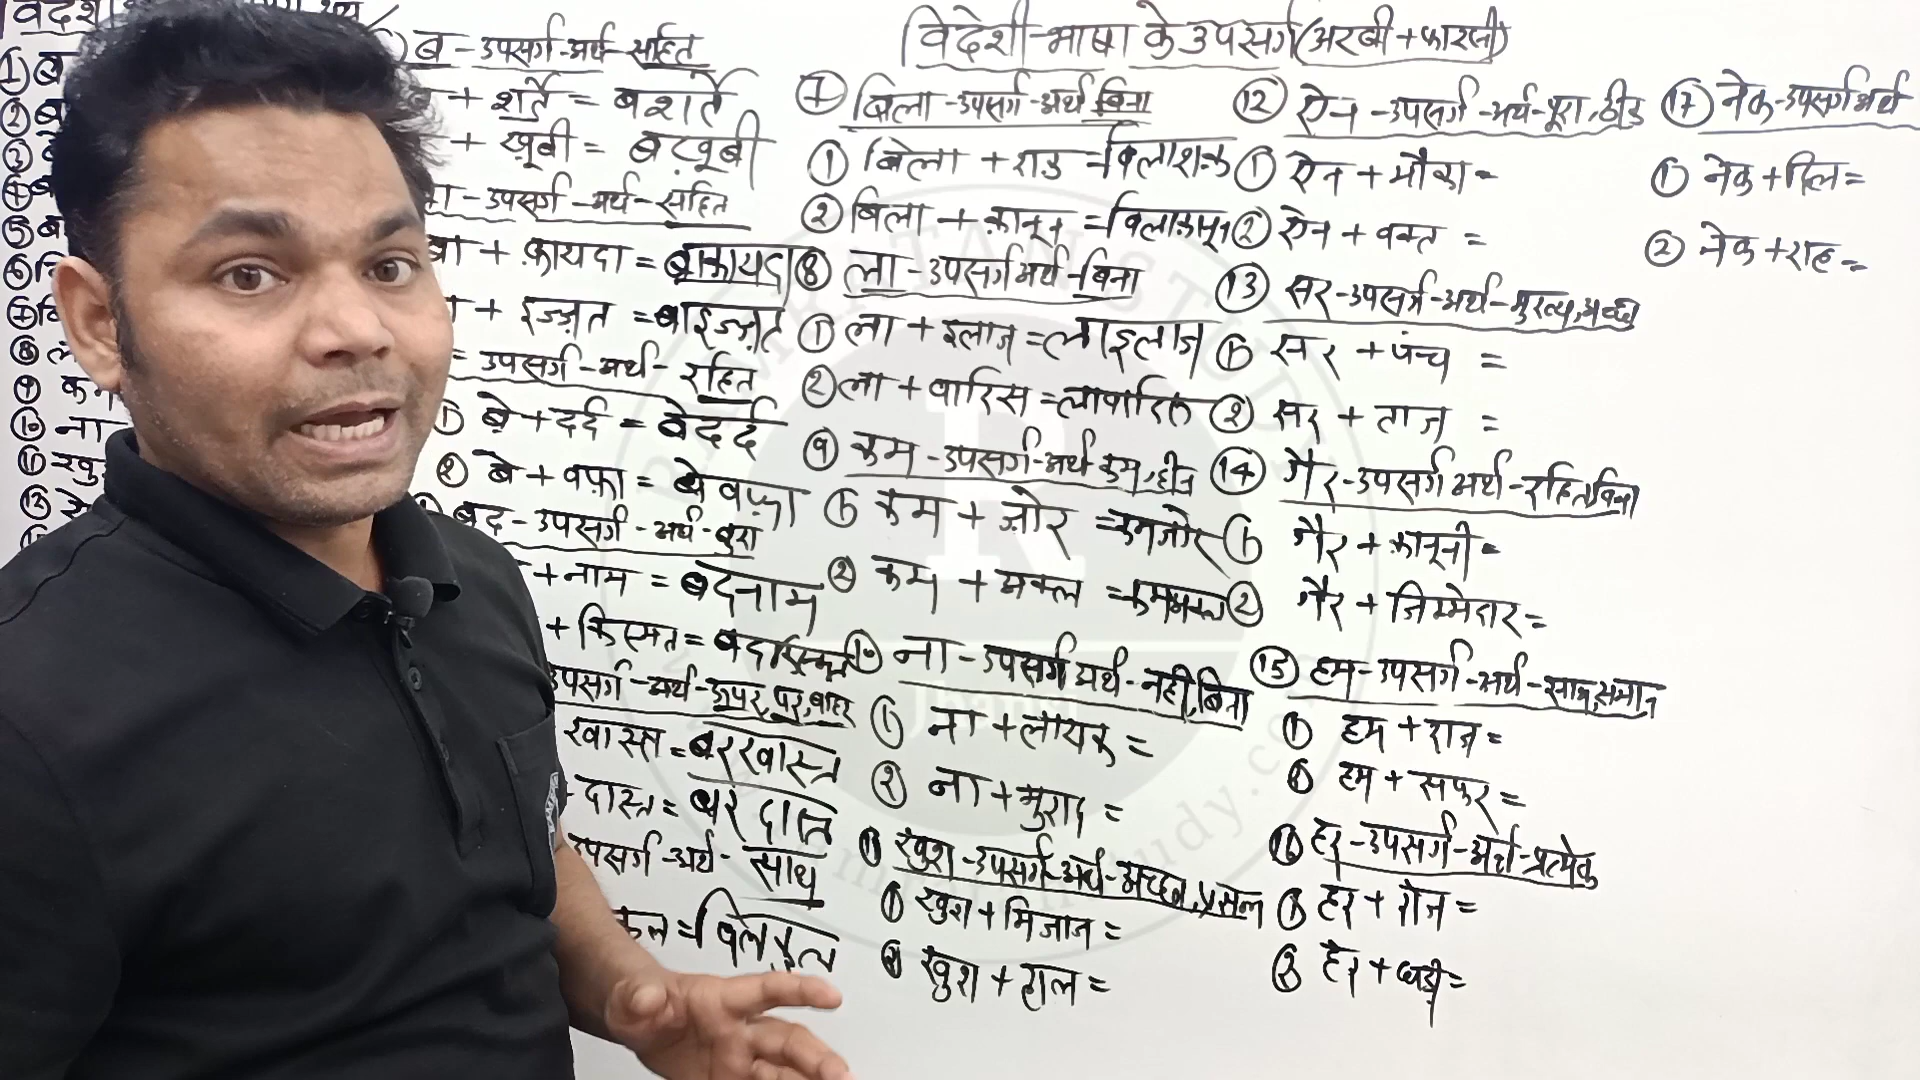 विदेशी भाषा के उपसर्ग (अरबी + फारसी)
ब - उपसर्ग - अर्थ - सहित
+ शर्ते = बशर्ते
+ ख़ूबी = बख़ूबी
- उपसर्ग - अर्थ - सहित
बा + क़ायदा = बाक़ायदा
+ इज्ज़त = बाइज्ज़त
= उपसर्ग - अर्थ - रहित
① बे + दर्द = बेदर्द
② बे + वफ़ा = बेवफ़ा
बद - उपसर्ग - अर्थ - बुरा
+ नाम = बदनाम
+ किस्मत = बदकिस्मत
उपसर्ग - अर्थ - ऊपर, पर, बाहर
खास्त = बरखास्त
दास्त = बरदास्त
उपसर्ग - अर्थ - साथ
कुल = बिलकुल
⑦ बिला - उपसर्ग - अर्थ बिना
① बिला + शक = बिलाशक
② बिला + क़ानून = बिलाक़ानून
⑧ ला - उपसर्ग अर्थ - बिना
① ला + इलाज = लाइलाज
② ला + वारिस = लावारिस
⑨ कम - उपसर्ग - अर्थ कम, हीन
① कम + ज़ोर = कमज़ोर
② कम + अक्ल = कमअक्ल
⑩ ना - उपसर्ग अर्थ - नहीं, बिना
① ना + लायक =
② ना + मुराद =
⑪ खुश - उपसर्ग - अर्थ - अच्छा, प्रसन्न
① खुश + मिजाज =
② खुश + हाल =
⑫ ऐन - उपसर्ग - अर्थ - पूरा, ठीक
① ऐन + मौका =
② ऐन + वक्त =
⑬ सर - उपसर्ग - अर्थ - मुख्य, अच्छा
① सर + पंच =
② सर + ताज =
⑭ गैर - उपसर्ग अर्थ - रहित, बिना
① गैर + क़ानूनी =
② गैर + जिम्मेदार =
⑮ हम - उपसर्ग - अर्थ - साथ, समान
① हम + राज =
② हम + सफर =
⑯ हर - उपसर्ग - अर्थ - प्रत्येक
① हर + रोज =
② हर + घड़ी =
⑰ नेक - उपसर्ग अर्थ
① नेक + दिल =
② नेक + राह =